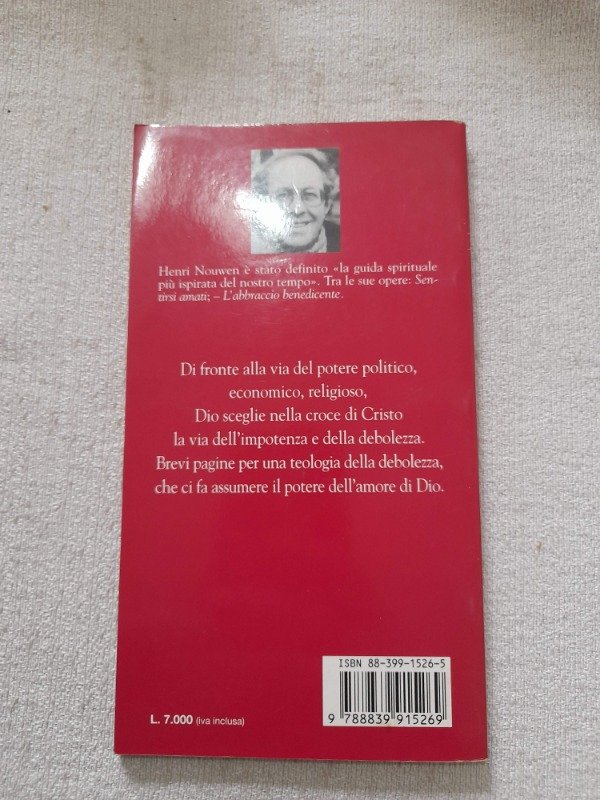 Henri Nouwen è stato definito «la guida spirituale
più ispirata del nostro tempo». Tra le sue opere: Sen-
tirsi amati; – L'abbraccio benedicente.
Di fronte alla via del potere politico,
economico, religioso,
Dio sceglie nella croce di Cristo
la via dell'impotenza e della debolezza.
Brevi pagine per una teologia della debolezza,
che ci fa assumere il potere dell'amore di Dio.
ISBN 88-399-1526-5
9 788839 915269
L. 7.000 (iva inclusa)